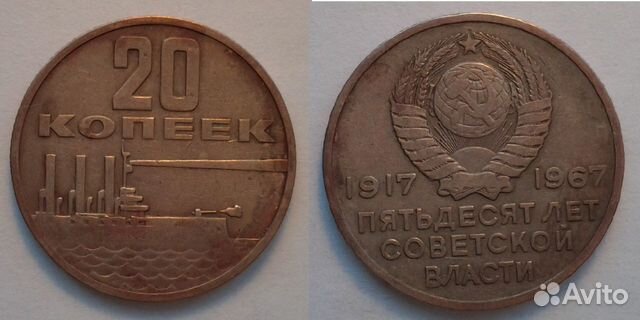 20
КОПЕЕК
1917 1967
ПЯТЬДЕСЯТ ЛЕТ
СОВЕТСКОЙ
ВЛАСТИ
Avito